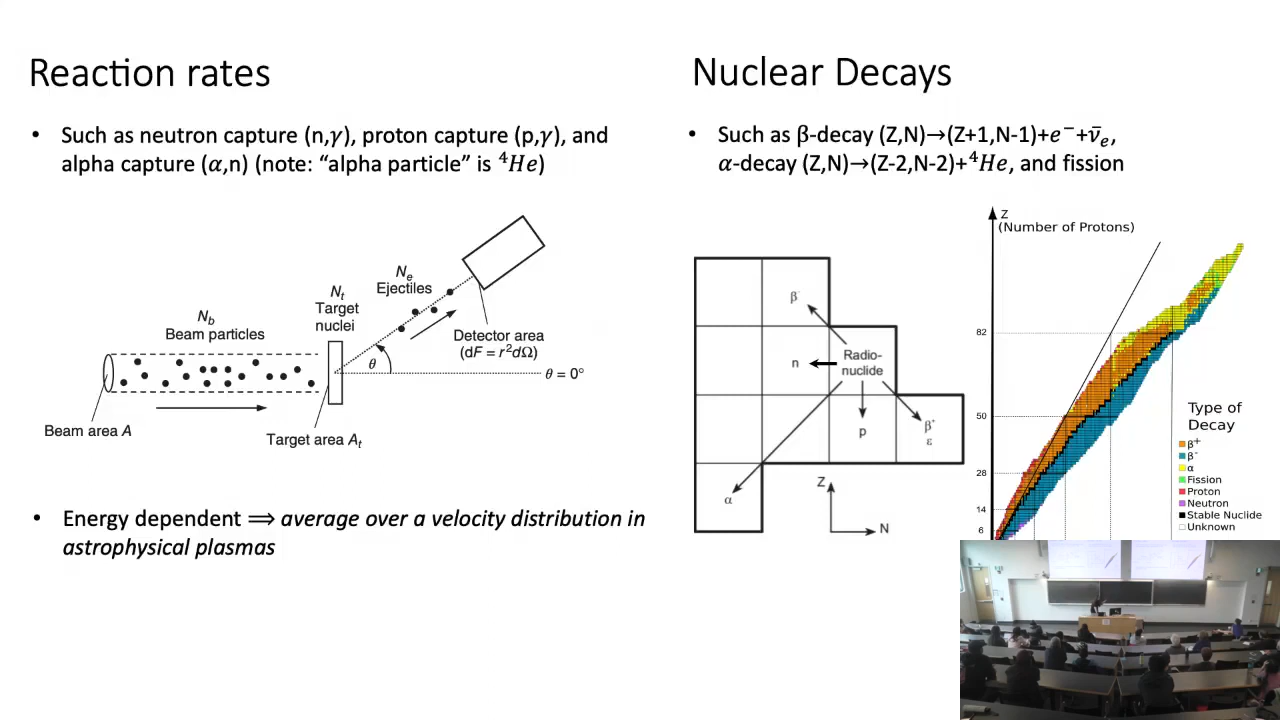 Reaction rates
• Such as neutron capture (n,γ), proton capture (p,γ), and
alpha capture (α,n) (note: “alpha particle” is ⁴He)
N_b
Beam particles
N_t
Target
nuclei
N_e
Ejectiles
Detector area
(dF = r²dΩ)
θ
θ = 0°
Beam area A
Target area A_t
• Energy dependent ⟹ average over a velocity distribution in
astrophysical plasmas
Nuclear Decays
• Such as β-decay (Z,N)→(Z+1,N-1)+e⁻+ν̄ₑ,
α-decay (Z,N)→(Z-2,N-2)+⁴He, and fission
β⁻
n
Radio-
nuclide
p
β⁺
ε
α
Z
N
Z
(Number of Protons)
82
50
28
14
6
Type of
Decay
β⁺
β⁻
α
Fission
Proton
Neutron
Stable Nuclide
Unknown